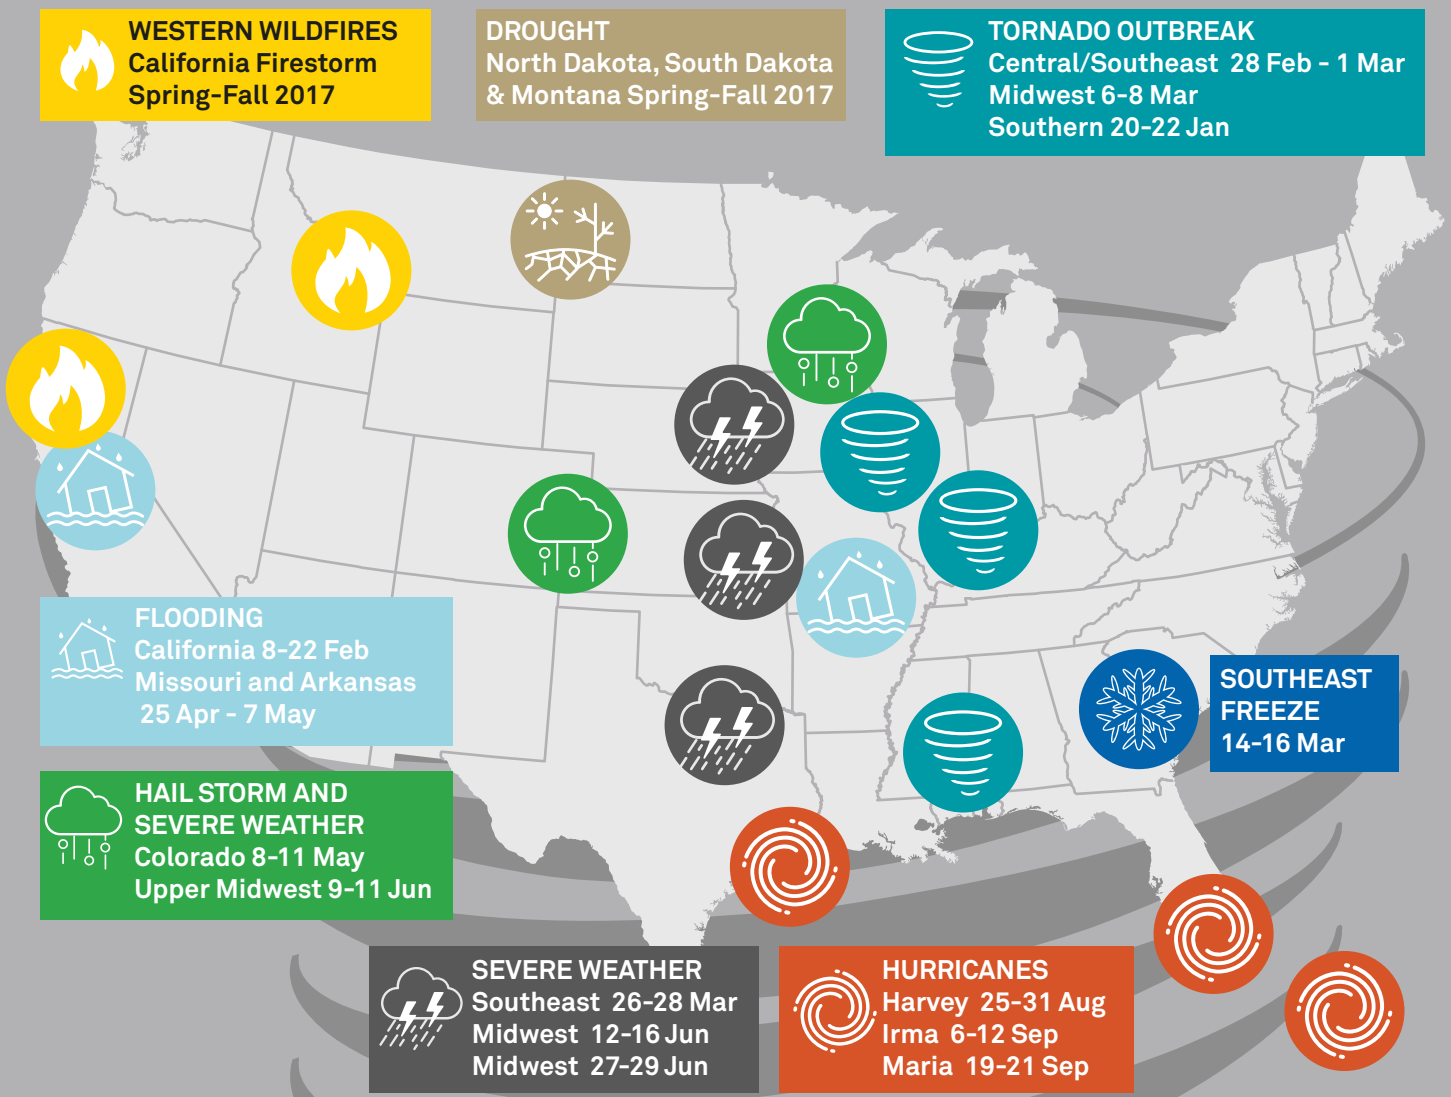 WESTERN WILDFIRES
California Firestorm
Spring-Fall 2017
DROUGHT
North Dakota, South Dakota
& Montana Spring-Fall 2017
TORNADO OUTBREAK
Central/Southeast 28 Feb - 1 Mar
Midwest 6-8 Mar
Southern 20-22 Jan
FLOODING
California 8-22 Feb
Missouri and Arkansas
25 Apr - 7 May
SOUTHEAST
FREEZE
14-16 Mar
HAIL STORM AND
SEVERE WEATHER
Colorado 8-11 May
Upper Midwest 9-11 Jun
SEVERE WEATHER
Southeast 26-28 Mar
Midwest 12-16 Jun
Midwest 27-29 Jun
HURRICANES
Harvey 25-31 Aug
Irma 6-12 Sep
Maria 19-21 Sep